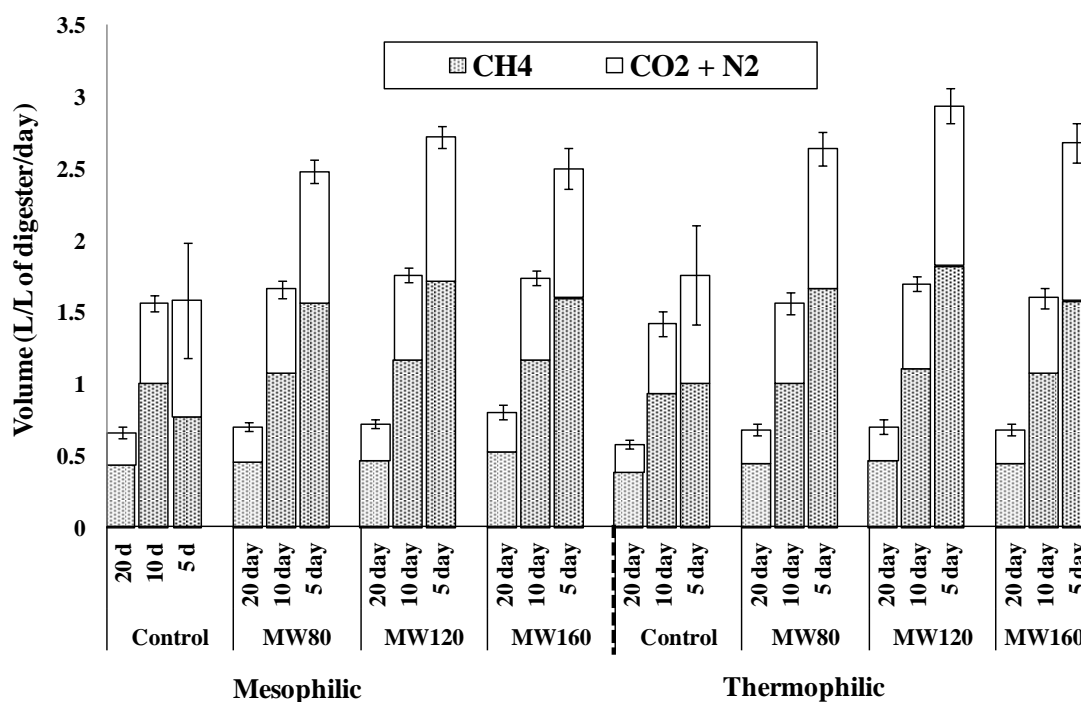 3.5
3
2.5
2
1.5
1
0.5
0
Volume (L/L of digester/day)
CH4 CO2 + N2
20 d 10 d 5 d 20 day 10 day 5 day 20 day 10 day 5 day 20 day 10 day 5 day 20 day 10 day 5 day 20 day 10 day 5 day 20 day 10 day 5 day 20 day 10 day 5 day
Control MW80 MW120 MW160 Control MW80 MW120 MW160
Mesophilic Thermophilic